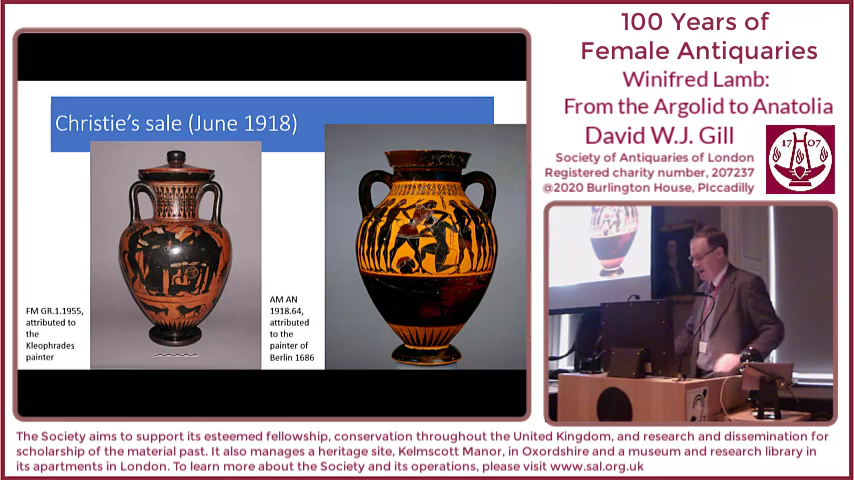 100 Years of
Female Antiquaries
Winifred Lamb:
From the Argolid to Anatolia
David W.J. Gill
Society of Antiquaries of London
Registered charity number, 207237
@2020 Burlington House, PIccadilly
17 07
Christie's sale (June 1918)
FM GR.1.1955,
attributed to
the
Kleophrades
painter
AM AN
1918.64,
attributed
to the
painter of
Berlin 1686
The Society aims to support its esteemed fellowship, conservation throughout the United Kingdom, and research and dissemination for
scholarship of the material past. It also manages a heritage site, Kelmscott Manor, in Oxordshire and a museum and research library in
its apartments in London. To learn more about the Society and its operations, please visit www.sal.org.uk